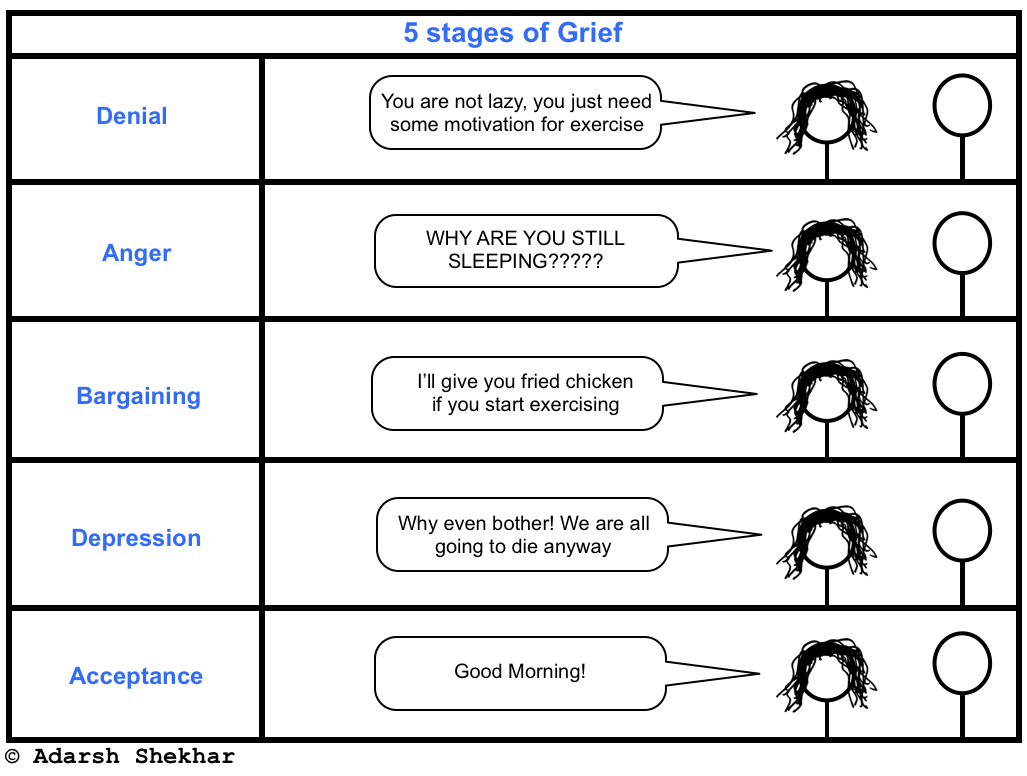 5 stages of Grief
Denial
You are not lazy, you just need
some motivation for exercise
Anger
WHY ARE YOU STILL
SLEEPING?????
Bargaining
I’ll give you fried chicken
if you start exercising
Depression
Why even bother! We are all
going to die anyway
Acceptance
Good Morning!
© Adarsh Shekhar